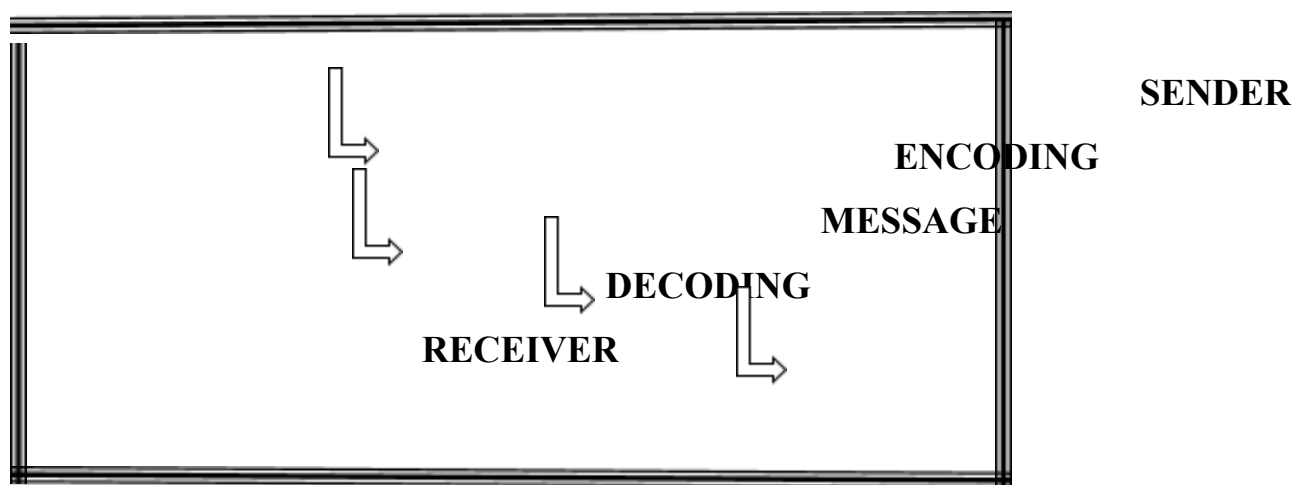 SENDER
ENCODING
MESSAGE
DECODING
RECEIVER